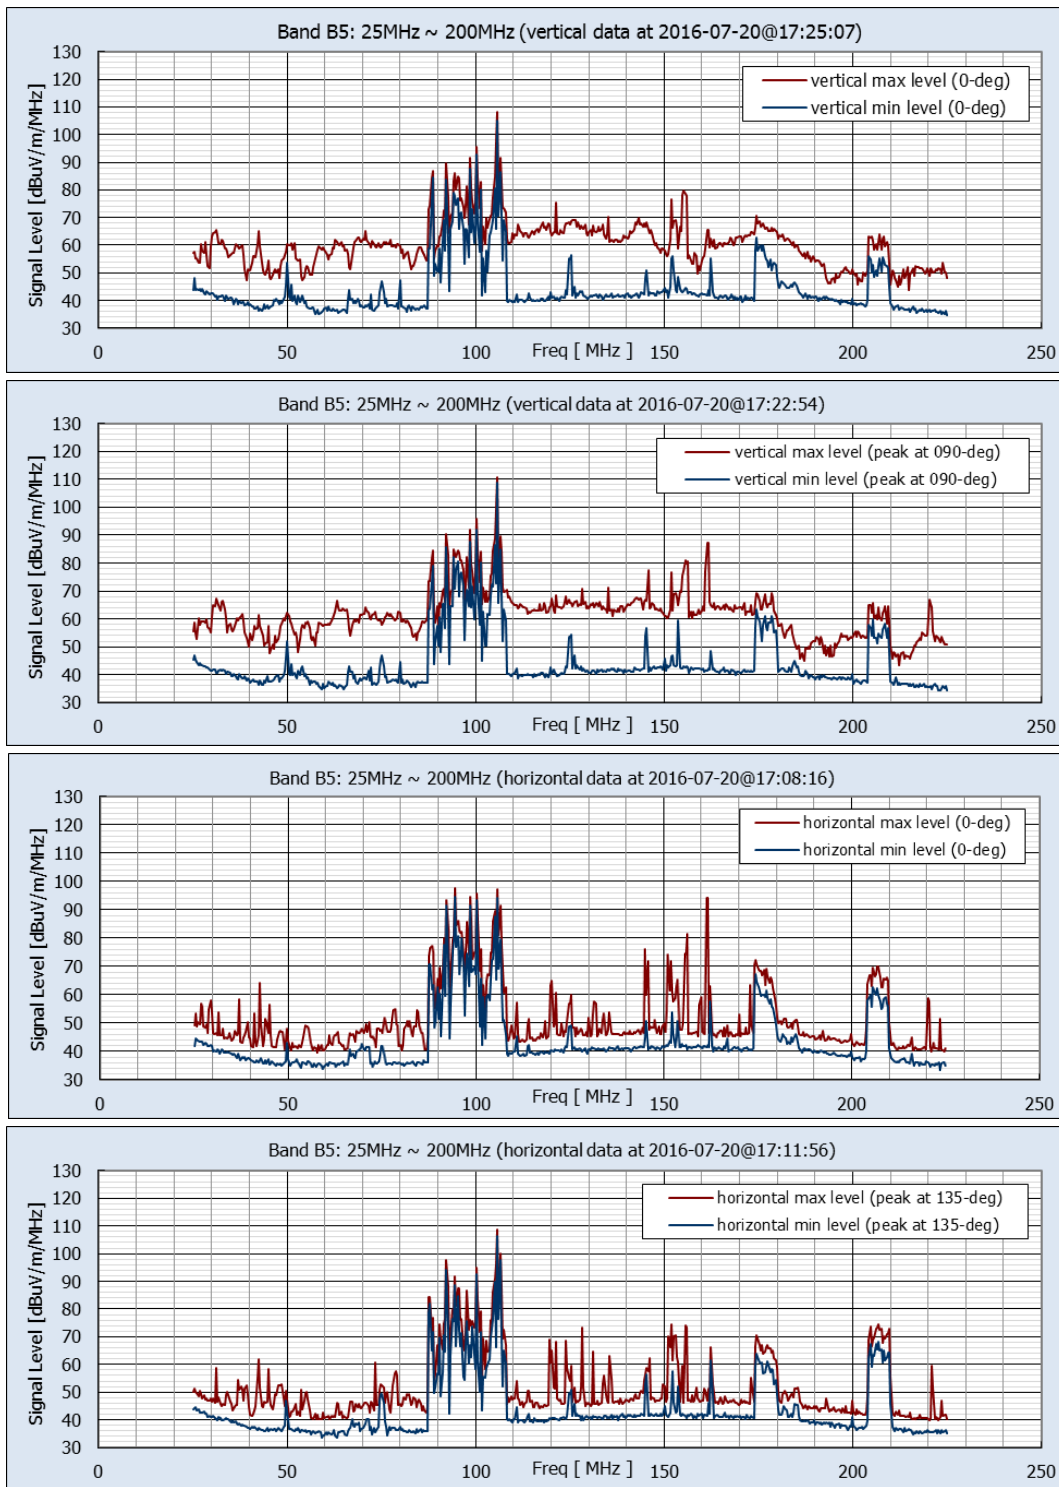 Band B5: 25MHz ~ 200MHz (vertical data at 2016-07-20@17:25:07)
Signal Level [dBuV/m/MHz]
130
120
110
100
90
80
70
60
50
40
30
vertical max level (0-deg)
vertical min level (0-deg)
0 50 100 150 200 250
Freq [ MHz ]
Band B5: 25MHz ~ 200MHz (vertical data at 2016-07-20@17:22:54)
Signal Level [dBuV/m/MHz]
130
120
110
100
90
80
70
60
50
40
30
vertical max level (peak at 090-deg)
vertical min level (peak at 090-deg)
0 50 100 150 200 250
Freq [ MHz ]
Band B5: 25MHz ~ 200MHz (horizontal data at 2016-07-20@17:08:16)
Signal Level [dBuV/m/MHz]
130
120
110
100
90
80
70
60
50
40
30
horizontal max level (0-deg)
horizontal min level (0-deg)
0 50 100 150 200 250
Freq [ MHz ]
Band B5: 25MHz ~ 200MHz (horizontal data at 2016-07-20@17:11:56)
Signal Level [dBuV/m/MHz]
130
120
110
100
90
80
70
60
50
40
30
horizontal max level (peak at 135-deg)
horizontal min level (peak at 135-deg)
0 50 100 150 200 250
Freq [ MHz ]